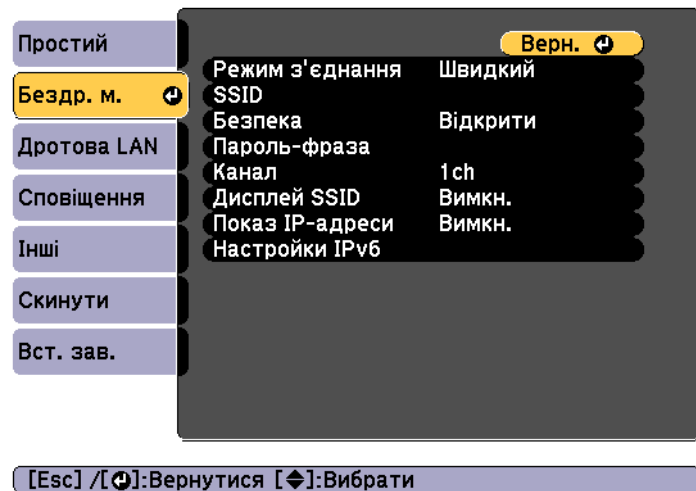 Простий
Бездр. м.
Дротова LAN
Сповіщення
Інші
Скинути
Вст. зав.
Верн.
Режим з'єднання Швидкий
SSID
Безпека Відкрити
Пароль-фраза
Канал 1ch
Дисплей SSID Вимкн.
Показ IP-адреси Вимкн.
Настройки IPv6
[Esc] /[⏎]:Вернутися [◆]:Вибрати